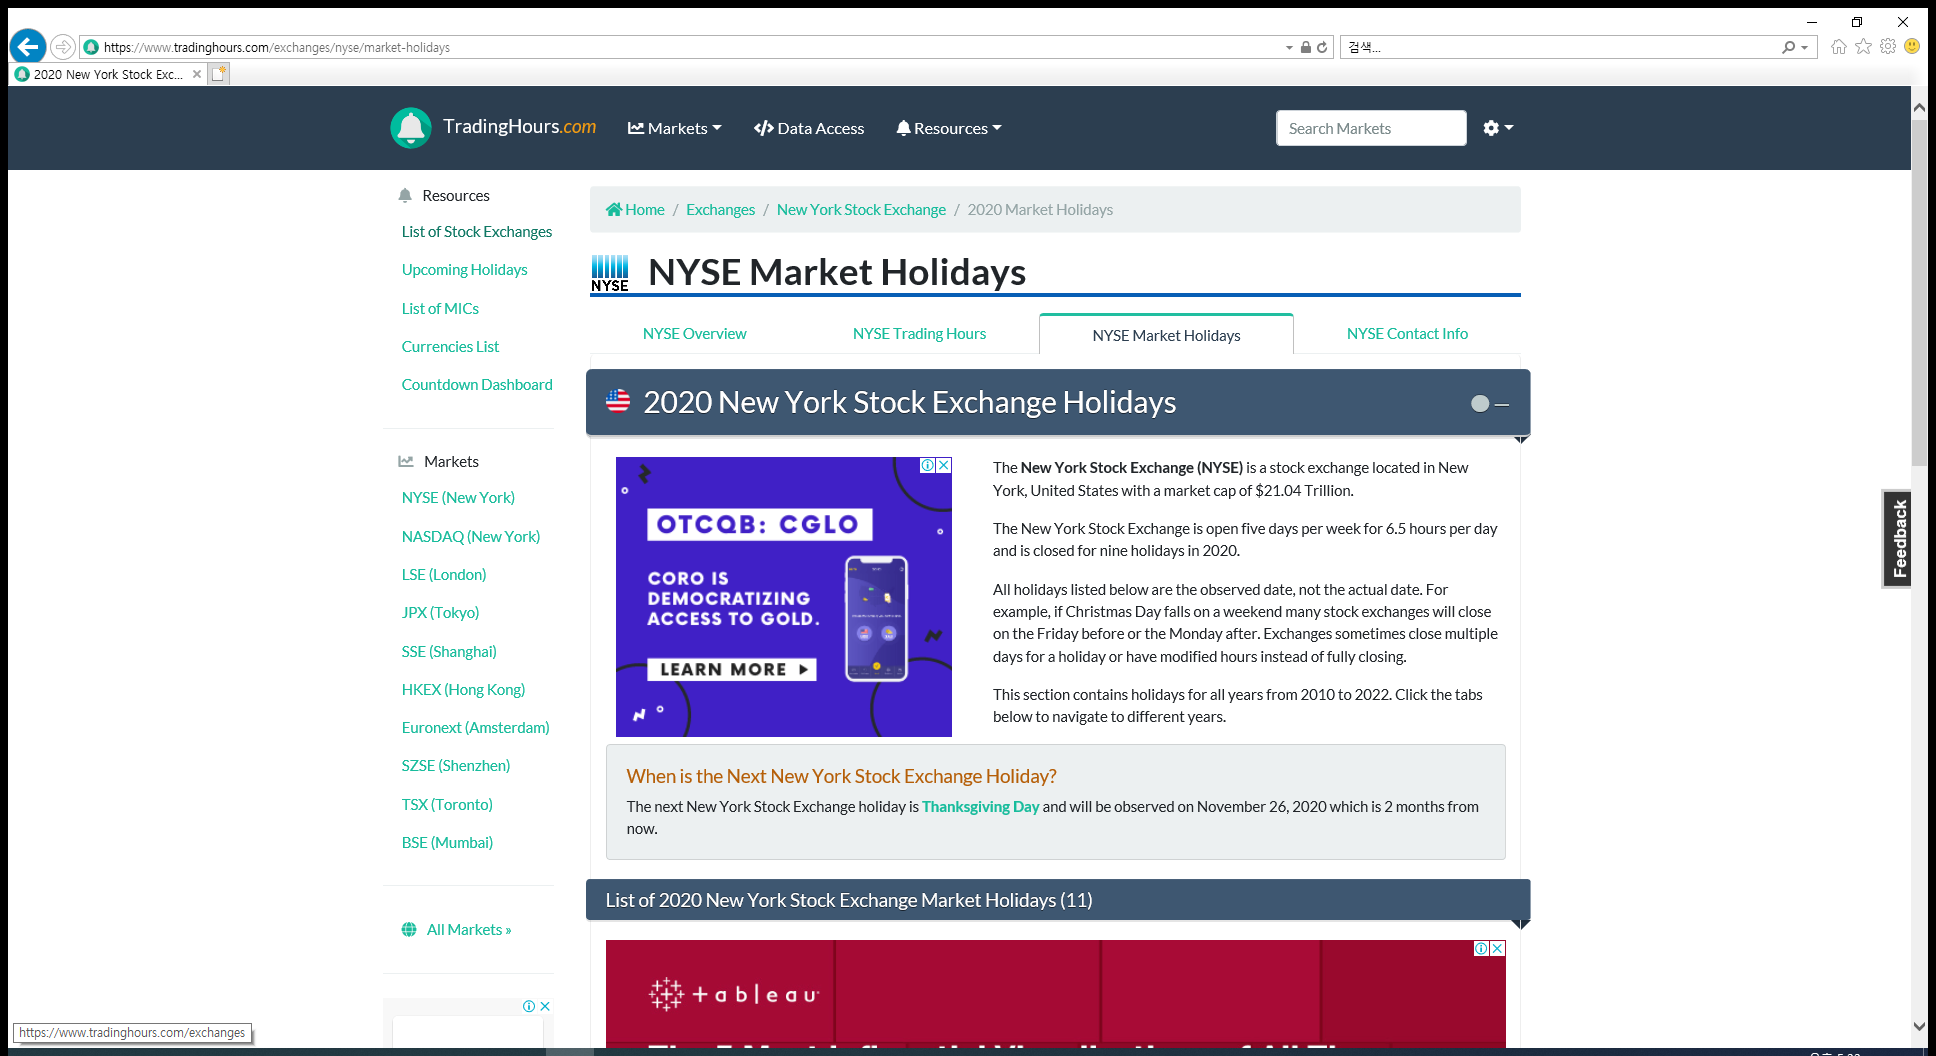 https://www.tradinghours.com/exchanges/nyse/market-holidays
검색...
2020 New York Stock Exc...
TradingHours.com
Markets
Data Access
Resources
Search Markets
Resources
List of Stock Exchanges
Upcoming Holidays
List of MICs
Currencies List
Countdown Dashboard
Markets
NYSE (New York)
NASDAQ (New York)
LSE (London)
JPX (Tokyo)
SSE (Shanghai)
HKEX (Hong Kong)
Euronext (Amsterdam)
SZSE (Shenzhen)
TSX (Toronto)
BSE (Mumbai)
All Markets »
Home / Exchanges / New York Stock Exchange / 2020 Market Holidays
NYSE
NYSE Market Holidays
NYSE Overview
NYSE Trading Hours
NYSE Market Holidays
NYSE Contact Info
2020 New York Stock Exchange Holidays
OTCQB: CGLO
CORO IS
DEMOCRATIZING
ACCESS TO GOLD.
LEARN MORE
The New York Stock Exchange (NYSE) is a stock exchange located in New
York, United States with a market cap of $21.04 Trillion.
The New York Stock Exchange is open five days per week for 6.5 hours per day
and is closed for nine holidays in 2020.
All holidays listed below are the observed date, not the actual date. For
example, if Christmas Day falls on a weekend many stock exchanges will close
on the Friday before or the Monday after. Exchanges sometimes close multiple
days for a holiday or have modified hours instead of fully closing.
This section contains holidays for all years from 2010 to 2022. Click the tabs
below to navigate to different years.
When is the Next New York Stock Exchange Holiday?
The next New York Stock Exchange holiday is Thanksgiving Day and will be observed on November 26, 2020 which is 2 months from
now.
List of 2020 New York Stock Exchange Market Holidays (11)
+ableau
Feedback
https://www.tradinghours.com/exchanges